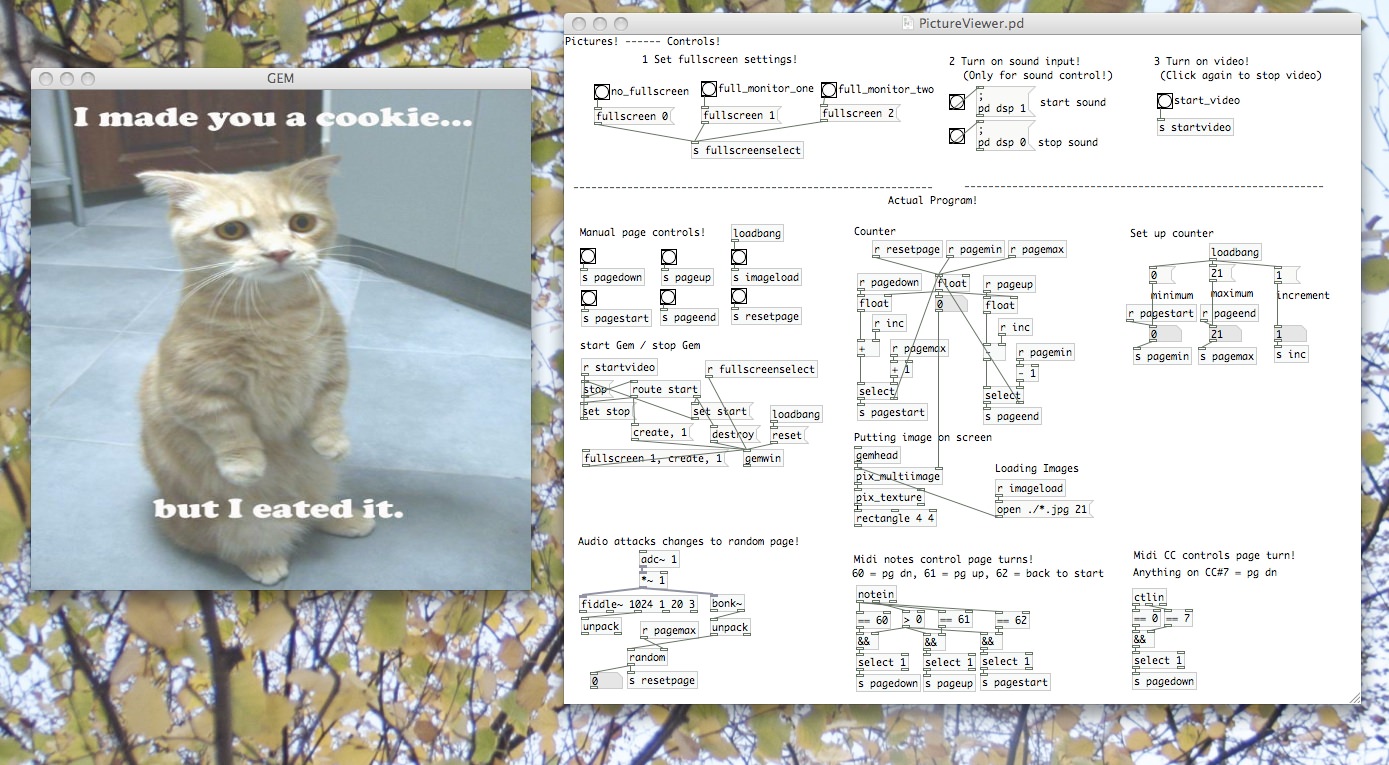 GEM
I made you a cookie...
but I eated it.
PictureViewer.pd
Pictures! ------ Controls!
1 Set fullscreen settings!
no_fullscreen
full_monitor_one
full_monitor_two
fullscreen 0
fullscreen 1
fullscreen 2
s fullscreenselect
2 Turn on sound input!
(Only for sound control!)
;
pd dsp 1
start sound
;
pd dsp 0
stop sound
3 Turn on video!
(Click again to stop video)
start_video
s startvideo
Actual Program!
Manual page controls!
loadbang
s pagedown
s pageup
s imageload
s pagestart
s pageend
s resetpage
start Gem / stop Gem
r startvideo
r fullscreenselect
stop
route start
set stop
set start
loadbang
create, 1
destroy
reset
fullscreen 1, create, 1
gemwin
Counter
r resetpage
r pagemin
r pagemax
r pagedown
float
r pageup
float
0
float
r inc
r inc
+
r pagemax
-
r pagemin
+ 1
- 1
select
select
s pagestart
s pageend
Putting image on screen
gemhead
pix_multiimage
pix_texture
rectangle 4 4
Loading Images
r imageload
open ./*.jpg 21
Set up counter
loadbang
0
21
1
minimum
maximum
increment
r pagestart
r pageend
0
21
1
s pagemin
s pagemax
s inc
Audio attacks changes to random page!
adc~ 1
*~ 1
fiddle~ 1024 1 20 3
bonk~
unpack
r pagemax
unpack
random
0
s resetpage
Midi notes control page turns!
60 = pg dn, 61 = pg up, 62 = back to start
notein
== 60
> 0
== 61
== 62
&&
&&
&&
select 1
select 1
select 1
s pagedown
s pageup
s pagestart
Midi CC controls page turn!
Anything on CC#7 = pg dn
ctlin
== 0
== 7
&&
select 1
s pagedown